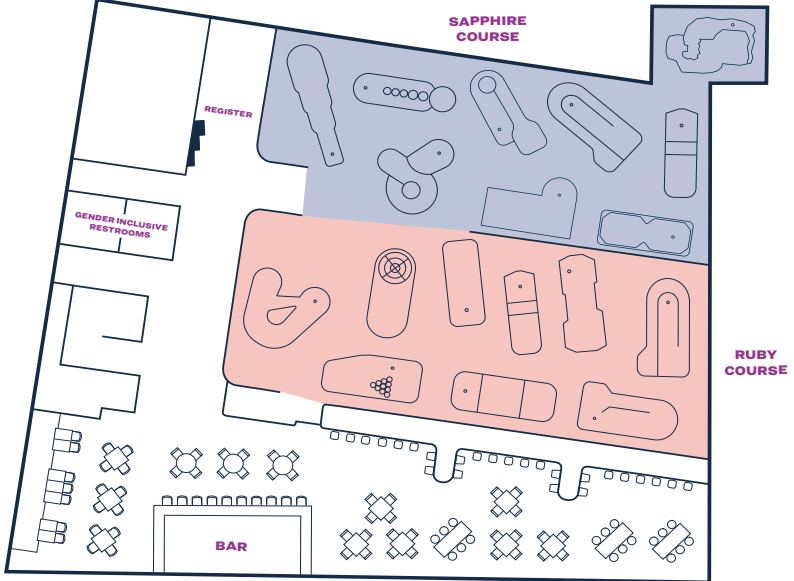 SAPPHIRE
COURSE
REGISTER
GENDER INCLUSIVE
RESTROOMS
RUBY
COURSE
BAR